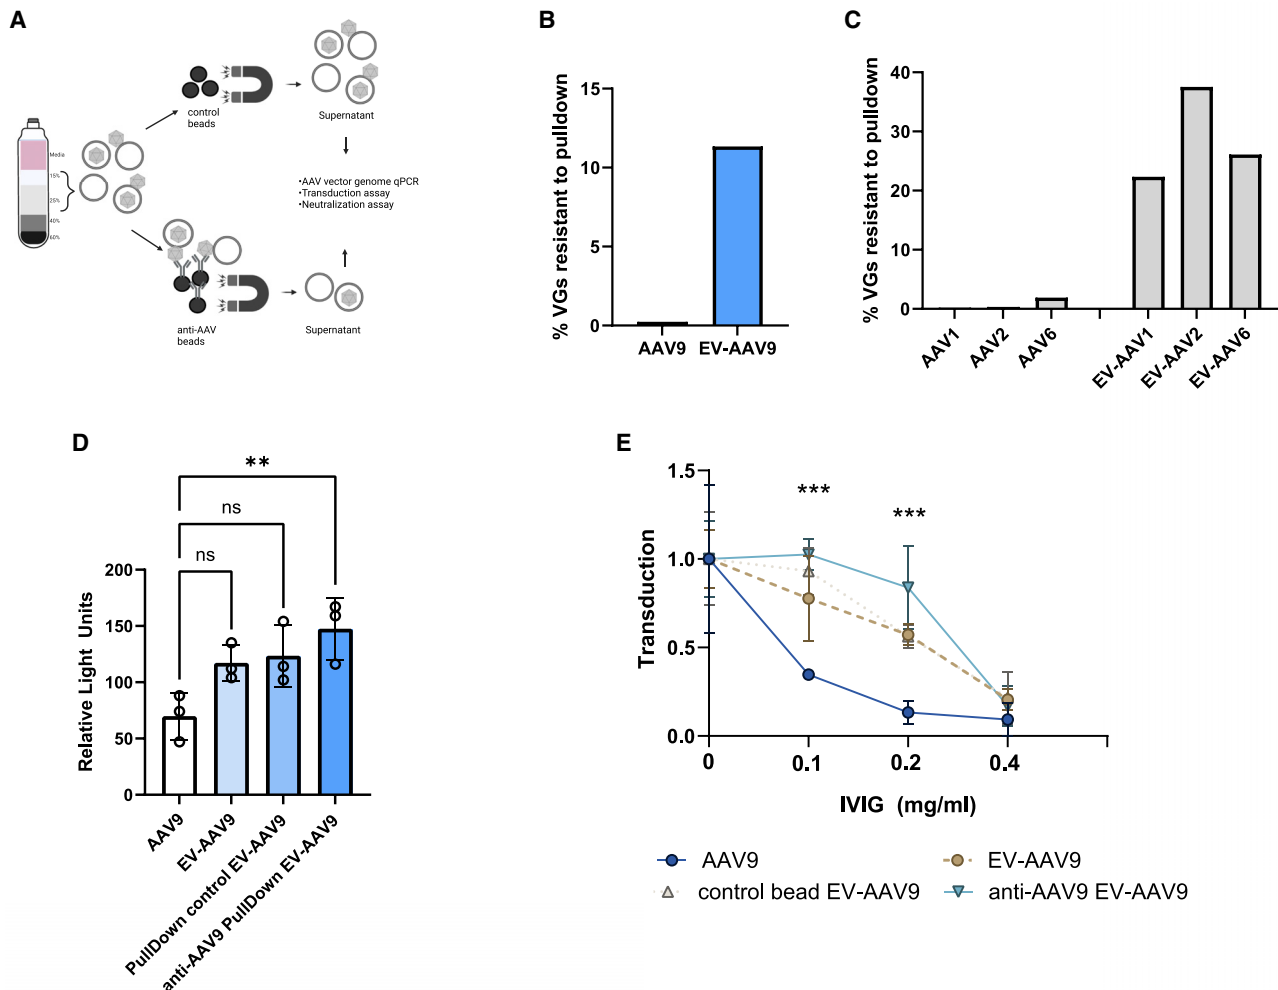 A
control
beads
Supernatant
Media
15%
25%
40%
60%
•AAV vector genome qPCR
•Transduction assay
•Neutralization assay
anti-AAV
beads
Supernatant
B
% VGs resistant to pulldown
15
10
5
0
AAV9
EV-AAV9
C
% VGs resistant to pulldown
40
30
20
10
0
AAV1
AAV2
AAV6
EV-AAV1
EV-AAV2
EV-AAV6
D
**
ns
ns
Relative Light Units
200
150
100
50
0
AAV9
EV-AAV9
PullDown control EV-AAV9
anti-AAV9 PullDown EV-AAV9
E
Transduction
1.5
1.0
0.5
0.0
***
***
0
0.1
0.2
0.4
IVIG (mg/ml)
AAV9
EV-AAV9
control bead EV-AAV9
anti-AAV9 EV-AAV9